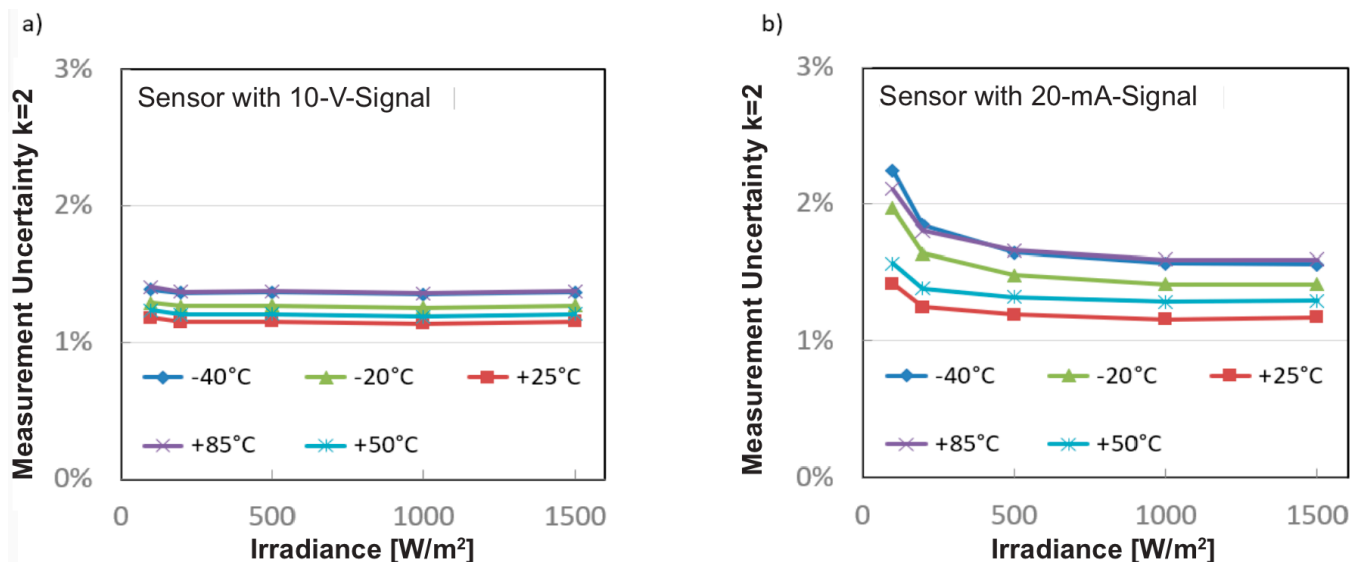 a)
3%
2%
1%
0%
Measurement Uncertainty k=2
Sensor with 10-V-Signal
-40°C
-20°C
+25°C
+85°C
+50°C
0
500
1000
1500
Irradiance [W/m²]
b)
3%
2%
1%
0%
Measurement Uncertainty k=2
Sensor with 20-mA-Signal
-40°C
-20°C
+25°C
+85°C
+50°C
0
500
1000
1500
Irradiance [W/m²]